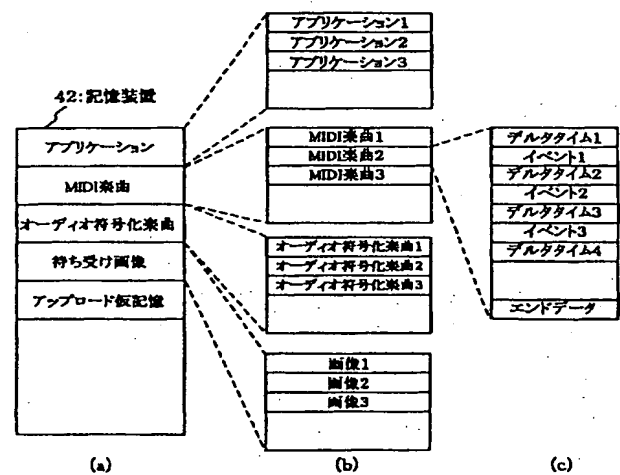 42:記憶装置
アプリケーション
MIDI楽曲
オーディオ符号化楽曲
待ち受け画像
アップロード仮記憶
(a)
アプリケーション1
アプリケーション2
アプリケーション3
MIDI楽曲1
MIDI楽曲2
MIDI楽曲3
オーディオ符号化楽曲1
オーディオ符号化楽曲2
オーディオ符号化楽曲3
画像1
画像2
画像3
(b)
デルタタイム1
イベント1
デルタタイム2
イベント2
デルタタイム3
イベント3
デルタタイム4
エンドデータ
(c)